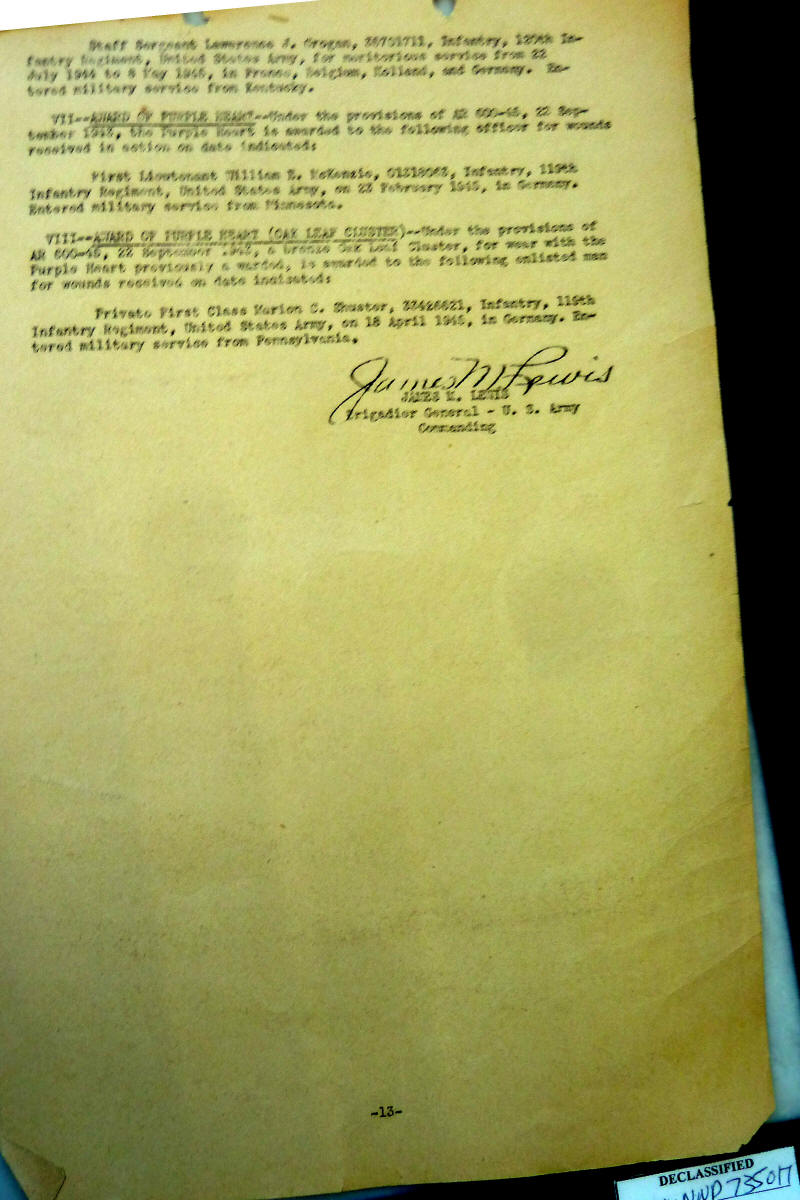 Staff Sergeant Lawrence J. Grogan, 36701711, Infantry, 120th In-
fantry Regiment, United States Army, for meritorious service from 22
July 1944 to 8 May 1945, in France, Belgium, Holland, and Germany. En-
tered military service from Kentucky.
VII--AWARD OF PURPLE HEART--Under the provisions of AR 600-45, 22 Sep-
tember 1943, the Purple Heart is awarded to the following officer for wounds
received in action on date indicated:
First Lieutenant William E. McKenzie, Infantry, 119th
Infantry Regiment, United States Army, on 23 February 1945, in Germany.
Entered military service from Minnesota.
VIII--AWARD OF PURPLE HEART (OAK LEAF CLUSTER)--Under the provisions of
AR 600-45, 22 September 1943, a bronze Oak Leaf Cluster, for wear with the
Purple Heart previously a warded, is awarded to the following enlisted man
for wounds received on date indicated:
Private First Class Marion C. Shuster, Infantry, 119th
Infantry Regiment, United States Army, on 18 April 1945, in Germany. En-
tered military service from Pennsylvania.
James M Lewis
JAMES M. LEWIS
Brigadier General - U. S. Army
Commanding
-13-
DECLASSIFIED
NND 735017